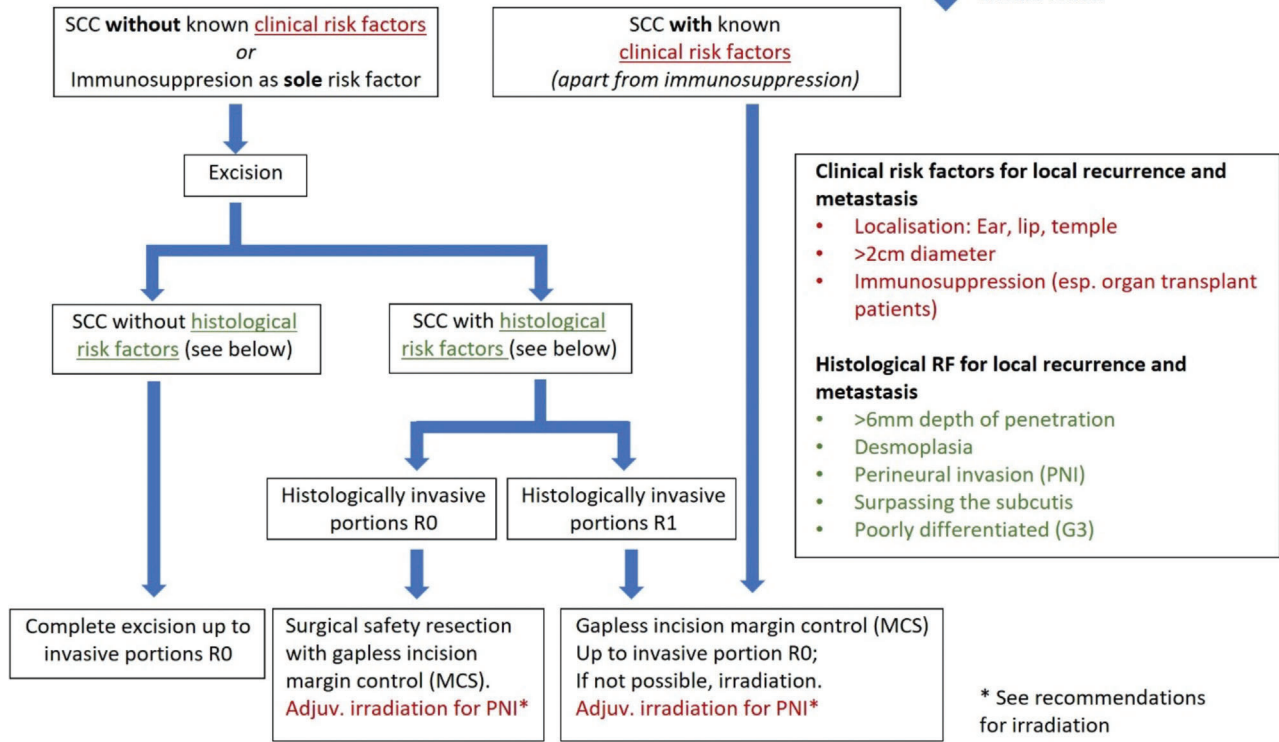 SCC without known clinical risk factors
or
Immunosuppresion as sole risk factor
SCC with known
clinical risk factors
(apart from immunosuppression)
Excision
SCC without histological
risk factors (see below)
SCC with histological
risk factors (see below)
Histologically invasive
portions R0
Histologically invasive
portions R1
Complete excision up to
invasive portions R0
Surgical safety resection
with gapless incision
margin control (MCS).
Adjuv. irradiation for PNI*
Gapless incision margin control (MCS)
Up to invasive portion R0;
If not possible, irradiation.
Adjuv. irradiation for PNI*
Clinical risk factors for local recurrence and
metastasis
• Localisation: Ear, lip, temple
• >2cm diameter
• Immunosuppression (esp. organ transplant
patients)
Histological RF for local recurrence and
metastasis
• >6mm depth of penetration
• Desmoplasia
• Perineural invasion (PNI)
• Surpassing the subcutis
• Poorly differentiated (G3)
* See recommendations
for irradiation